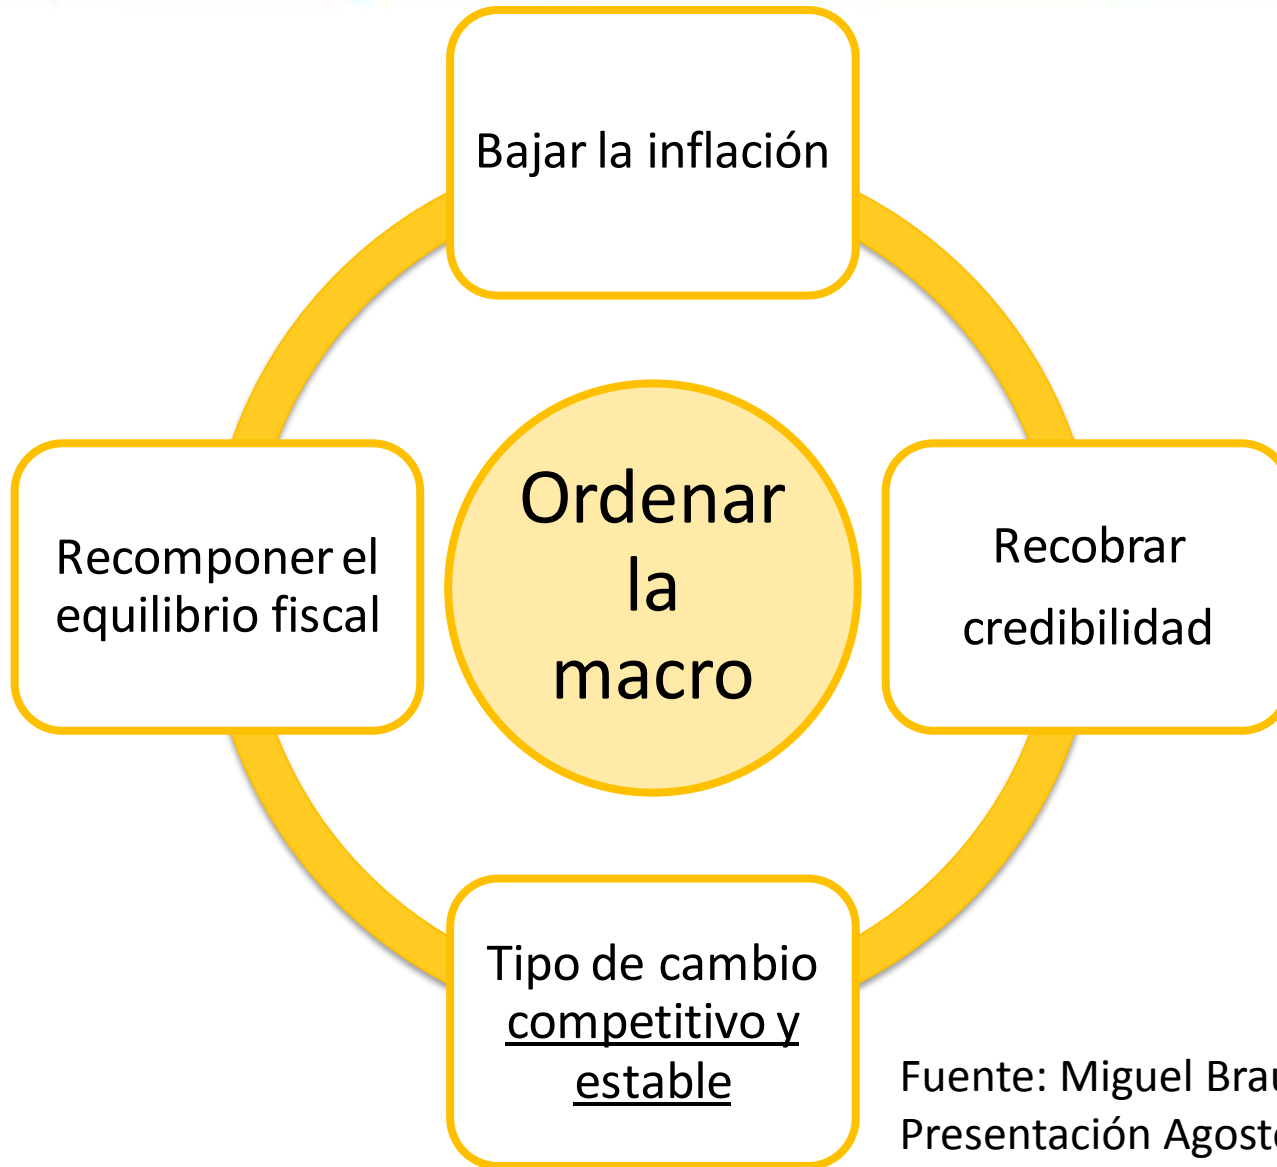 Bajar la inflación
Recomponer el
equilibrio fiscal
Ordenar
la
macro
Recobrar
credibilidad
Tipo de cambio
competitivo y
estable
Fuente: Miguel
Presentación